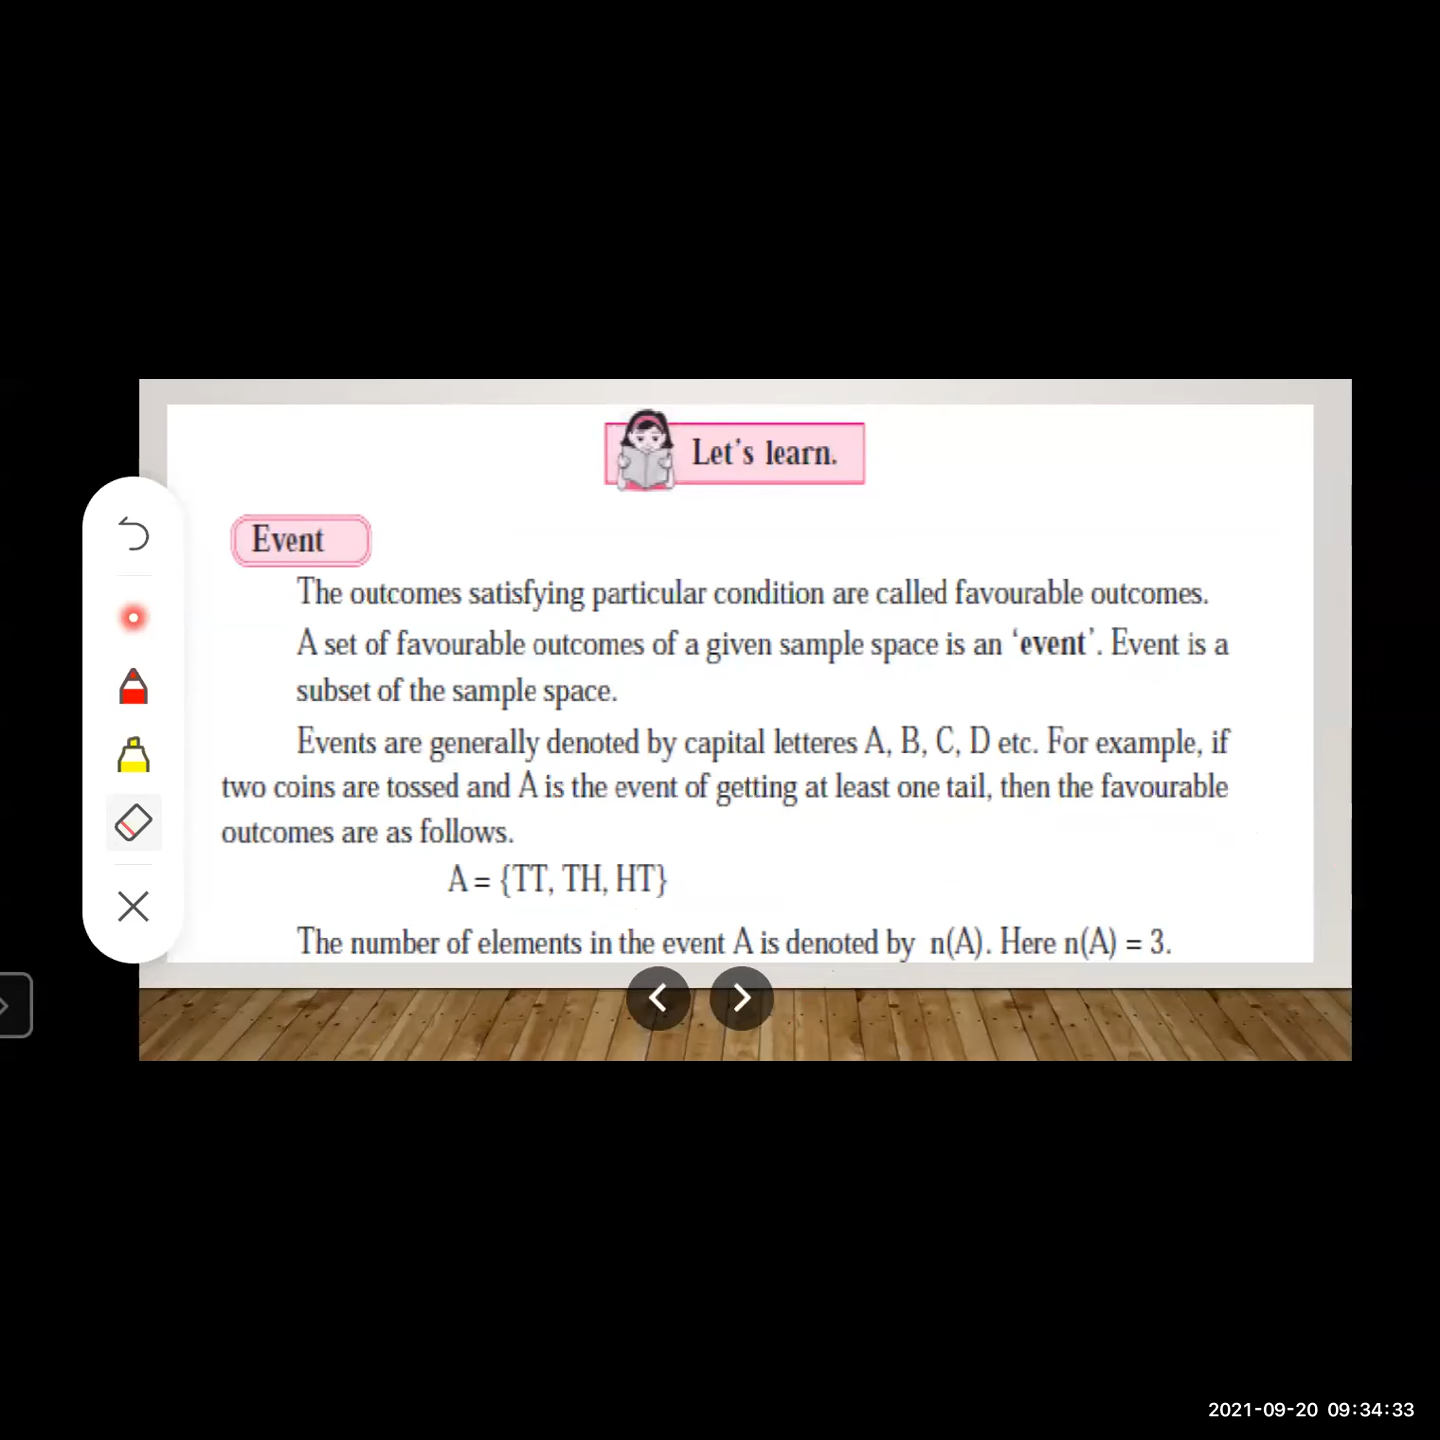 Let's learn.
Event
The outcomes satisfying particular condition are called favourable outcomes.
A set of favourable outcomes of a given sample space is an 'event'. Event is a
subset of the sample space.
Events are generally denoted by capital letteres A, B, C, D etc. For example, if
two coins are tossed and A is the event of getting at least one tail, then the favourable
outcomes are as follows.
A = {TT, TH, HT}
The number of elements in the event A is denoted by n(A). Here n(A) = 3.
2021-09-20 09:34:33